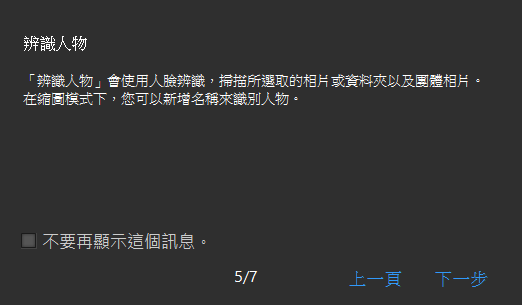 辨識人物
「辨識人物」會使用人臉辨識，掃描所選取的相片或資料夾以及團體相片。
在縮圖模式下，您可以新增名稱來識別人物。
不要再顯示這個訊息。
5/7
上一頁
下一步